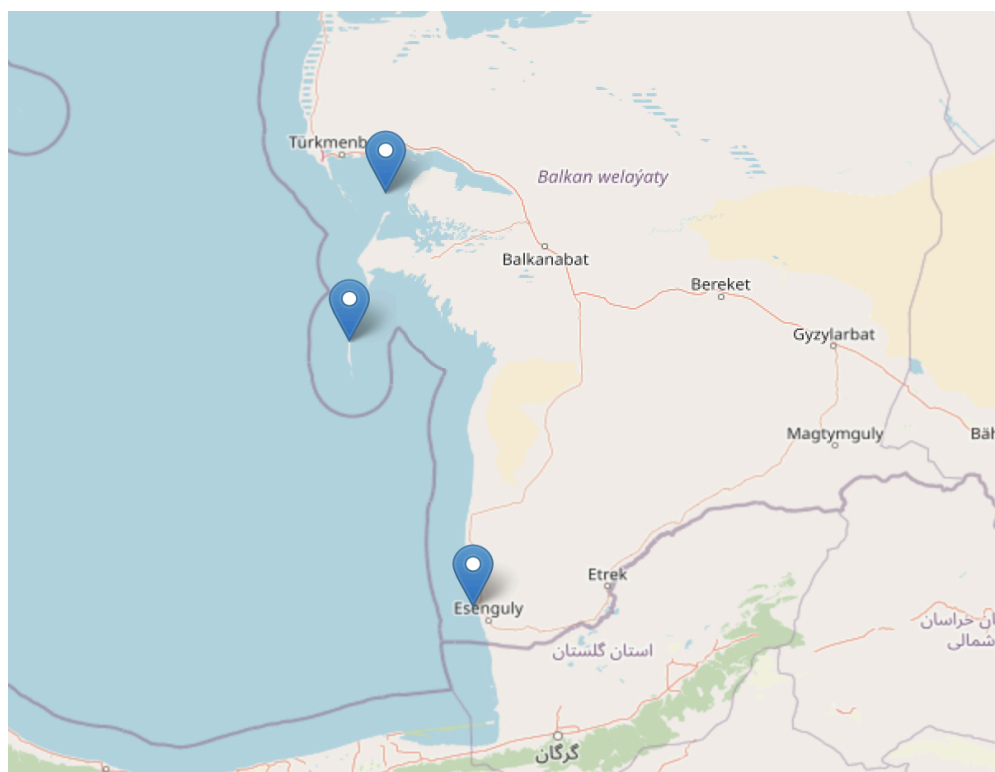 Türkmenb
Balkan welaýaty
Balkanabat
Bereket
Gyzylarbat
Magtymguly
Bäh
Etrek
Esenguly
استان گلستان
ان خراسان
شمالی
گرگان